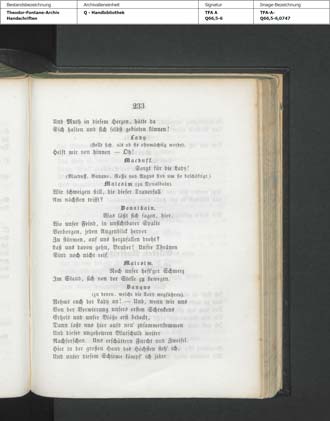 Bestandsbezeichnung
Archivalieneinheit
Signatur
Image-Bezeichnung
Theodor-Fontane-Archiv
Q - Handbibliothek
TFA A
TFA-A-
Handschriften
Q66,5-6
Q66,5-6,0747
233
Und Muth in diesem Herzen, hätte da
Sich halten und sich selbst gebieten können!
Lady
(stellt sich, als ob sie ohnmächtig werde).
Helft mir von hinnen — Oh!
Macduff.
Sorgt für die Lady!
(Macduff, Banquo, Rosse und Angus sind um sie beschäftigt.)
Malcolm (zu Donalbain).
Wie schweigen still, die dieser Trauerfall
Am nächsten trifft?
Donalbain.
Was läßt sich sagen, hier,
Wo unser Feind, in unsichtbarer Spalte
Verborgen, jeden Augenblick hervor
Zu stürmen, auf uns herzufallen droht?
Laß uns davon gehn, Bruder! Unsre Thränen
Sind noch nicht reif.
Malcolm.
Noch unser heft'ger Schmerz
Im Stand, sich von der Stelle zu bewegen.
Banquo
(zu denen, welche die Lady wegführen).
Nehmt euch der Lady an! — Und, wenn wir uns
Von der Verwirrung unsers ersten Schreckens
Erholt und unsre Blöße erst bedeckt,
Dann laßt uns hier aufs neu' zusammenkommen
Und dieser ungeheuren Blutschuld weiter
Nachforschen. Uns erschüttern Furcht und Zweifel.
Hier in der großen Hand des Höchsten steh' ich,
Und unter diesem Schirme kämpf' ich jeder